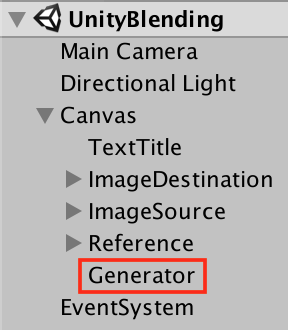 UnityBlending
Main Camera
Directional Light
Canvas
TextTitle
ImageDestination
ImageSource
Reference
Generator
EventSystem